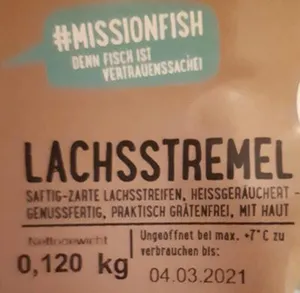 #MISSIONFISH
DENN FISCH IST
VERTRAUENSSACHE!
LACHSSTREMEL
SAFTIG-ZARTE LACHSSTREIFEN, HEISSGERÄUCHERT -
GENUSSFERTIG, PRAKTISCH GRÄTENFREI, MIT HAUT
Nettogewicht
0,120 kg
Ungeöffnet bei max. +7°C zu
verbrauchen bis:
04.03.2021